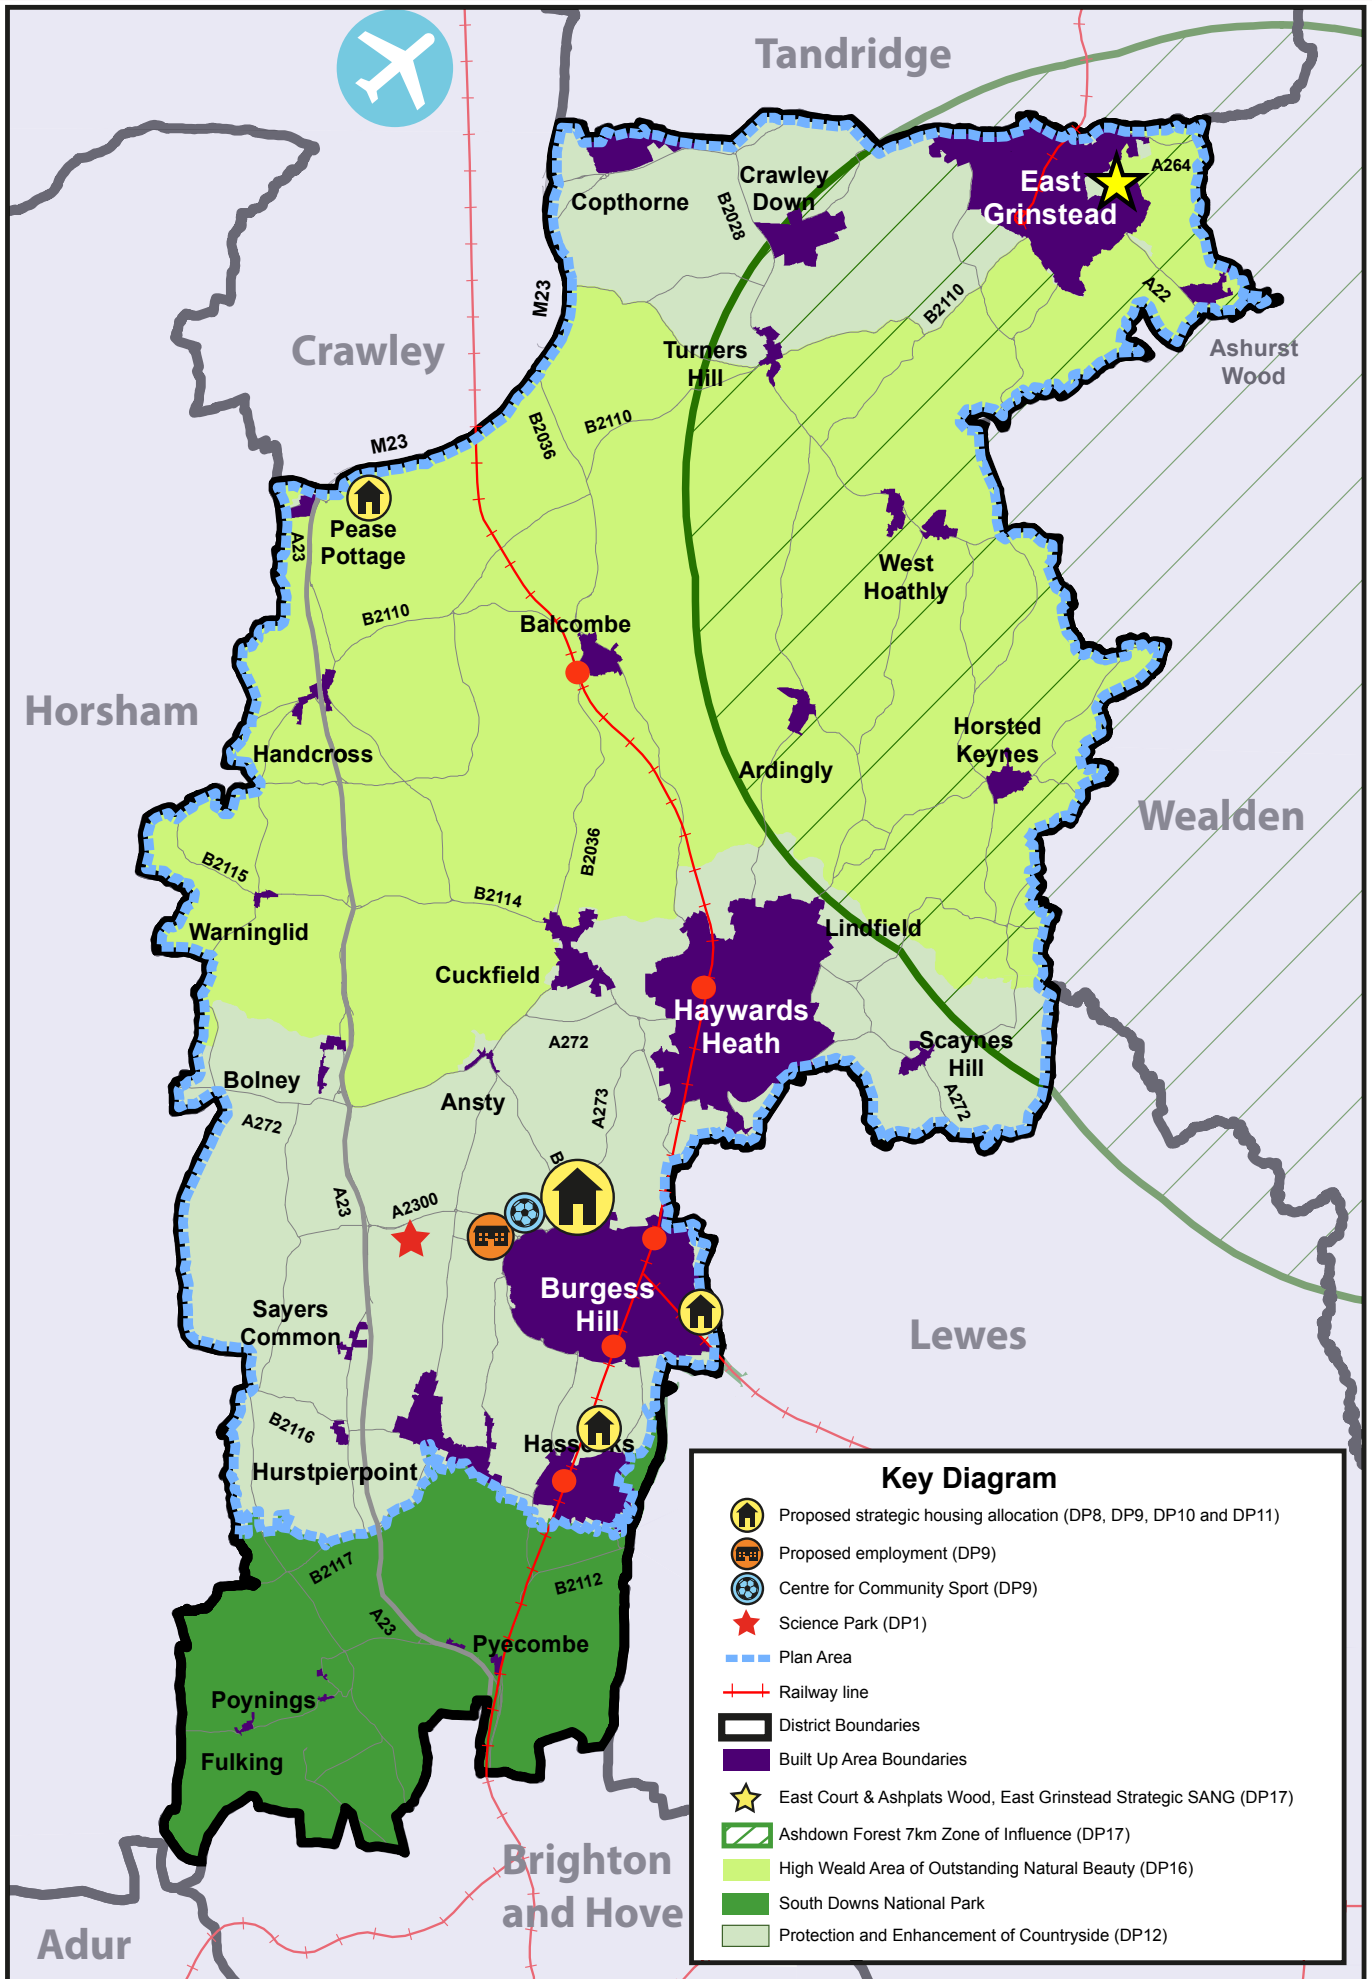 Tandridge
A264
East
Grinstead
Crawley
Down
Copthorne
B2028
M23
A22
B2110
Ashurst
Wood
Crawley
Turners
Hill
B2036
B2110
M23
Pease
Pottage
A23
West
Hoathly
B2110
Balcombe
Horsham
Handcross
Horsted
Keynes
Ardingly
Wealden
B2036
B2115
B2114
Warninglid
Lindfield
Cuckfield
Haywards
Heath
A272
Scaynes
Hill
Bolney
Ansty
A273
A272
A272
B
A23
A2300
Burgess
Hill
Sayers
Common
Lewes
B2116
Hurstpierpoint
B2117
B2112
A23
Pyecombe
Poynings
Fulking
Brighton
and Hove
Adur
Key Diagram
Proposed strategic housing allocation (DP8, DP9, DP10 and DP11)
Proposed employment (DP9)
Centre for Community Sport (DP9)
Science Park (DP1)
Plan Area
Railway line
District Boundaries
Built Up Area Boundaries
East Court & Ashplats Wood, East Grinstead Strategic SANG (DP17)
Ashdown Forest 7km Zone of Influence (DP17)
High Weald Area of Outstanding Natural Beauty (DP16)
South Downs National Park
Protection and Enhancement of Countryside (DP12)